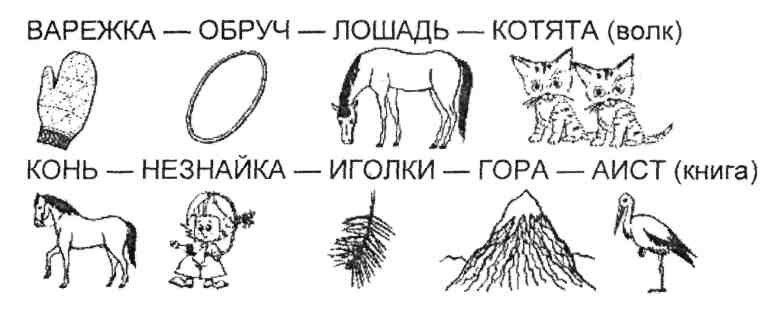 ВАРЕЖКА — ОБРУЧ — ЛОШАДЬ — КОТЯТА (волк)
КОНЬ — НЕЗНАЙКА — ИГОЛКИ — ГОРА — АИСТ (книга)